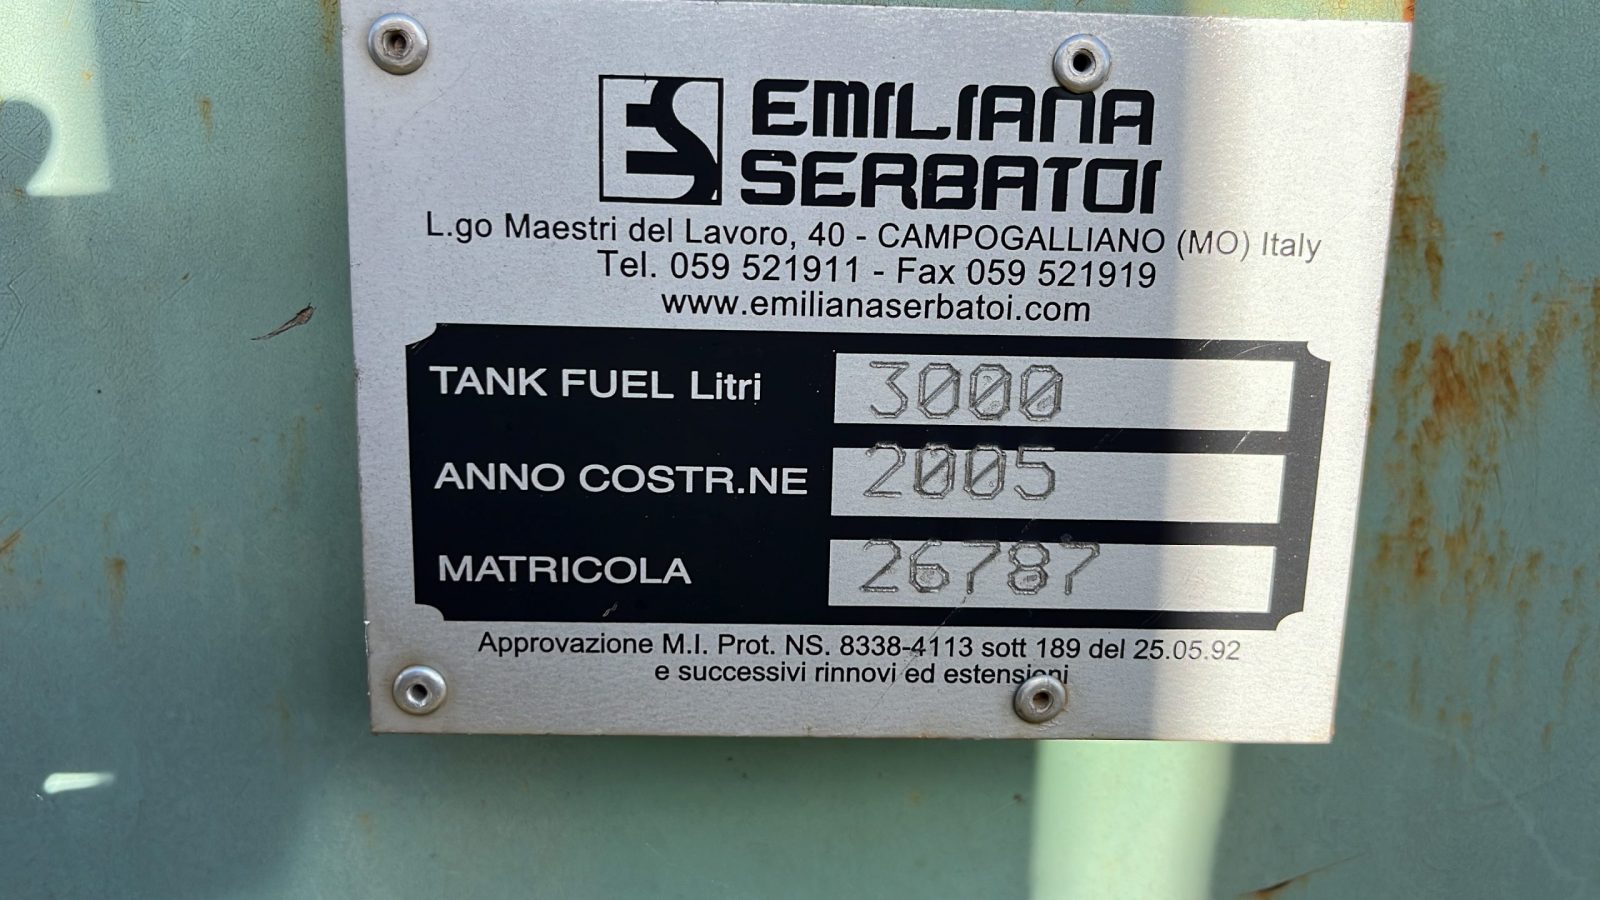 ES EMILIANA
SERBATOI
L.go Maestri del Lavoro, 40 - CAMPOGALLIANO (MO) Italy
Tel. 059 521911 - Fax 059 521919
www.emilianaserbatoi.com
TANK FUEL Litri 3000
ANNO COSTR.NE 2005
MATRICOLA 26787
Approvazione M.I. Prot. NS. 8338-4113 sott 189 del 25.05.92
e successivi rinnovi ed estensioni